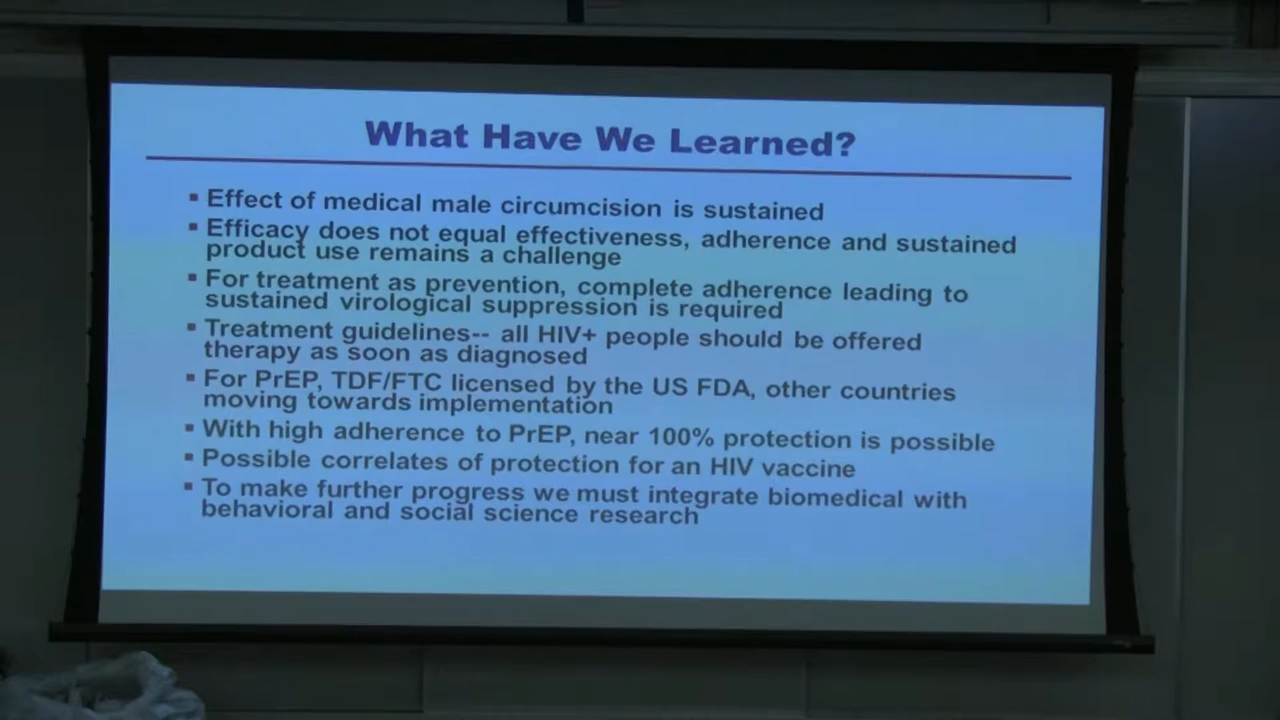 What Have We Learned?
▪ Effect of medical male circumcision is sustained
▪ Efficacy does not equal effectiveness, adherence and sustained
product use remains a challenge
▪ For treatment as prevention, complete adherence leading to
sustained virological suppression is required
▪ Treatment guidelines-- all HIV+ people should be offered
therapy as soon as diagnosed
▪ For PrEP, TDF/FTC licensed by the US FDA, other countries
moving towards implementation
▪ With high adherence to PrEP, near 100% protection is possible
▪ Possible correlates of protection for an HIV vaccine
▪ To make further progress we must integrate biomedical with
behavioral and social science research